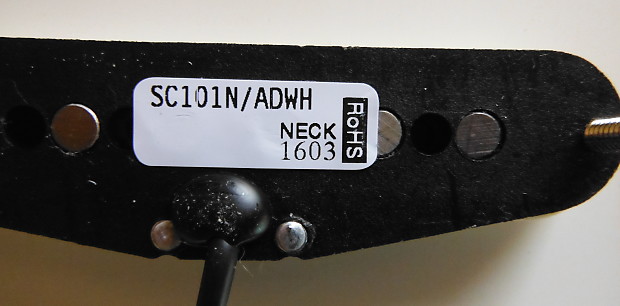 SC101N/ADWH
NECK
1603
RoHS